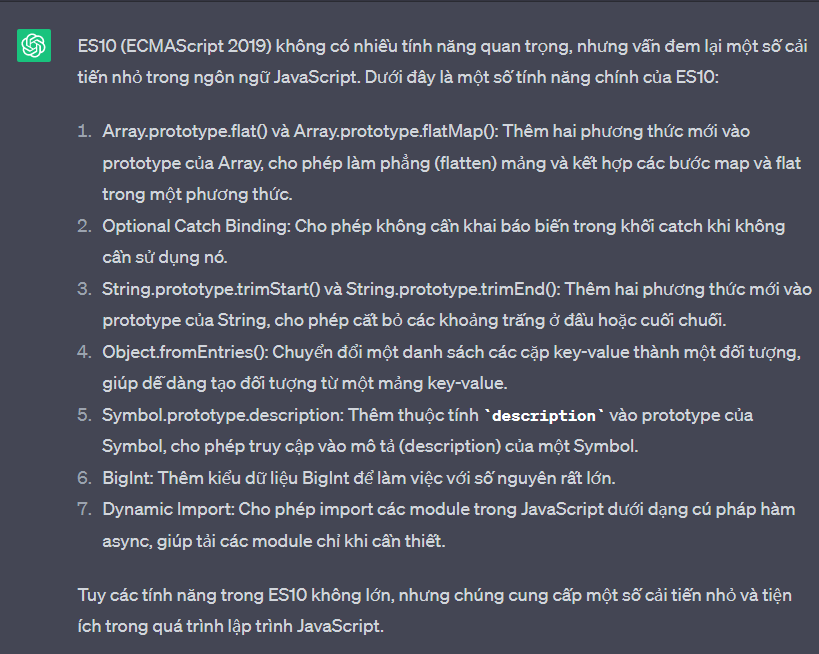 ES10 (ECMAScript 2019) không có nhiều tính năng quan trọng, nhưng vẫn đem lại một số cải
tiến nhỏ trong ngôn ngữ JavaScript. Dưới đây là một số tính năng chính của ES10:
1. Array.prototype.flat() và Array.prototype.flatMap(): Thêm hai phương thức mới vào
prototype của Array, cho phép làm phẳng (flatten) mảng và kết hợp các bước map và flat
trong một phương thức.
2. Optional Catch Binding: Cho phép không cần khai báo biến trong khối catch khi không
cần sử dụng nó.
3. String.prototype.trimStart() và String.prototype.trimEnd(): Thêm hai phương thức mới vào
prototype của String, cho phép cắt bỏ các khoảng trắng ở đầu hoặc cuối chuỗi.
4. Object.fromEntries(): Chuyển đổi một danh sách các cặp key-value thành một đối tượng,
giúp dễ dàng tạo đối tượng từ một mảng key-value.
5. Symbol.prototype.description: Thêm thuộc tính `description` vào prototype của
Symbol, cho phép truy cập vào mô tả (description) của một Symbol.
6. BigInt: Thêm kiểu dữ liệu BigInt để làm việc với số nguyên rất lớn.
7. Dynamic Import: Cho phép import các module trong JavaScript dưới dạng cú pháp hàm
async, giúp tải các module chỉ khi cần thiết.
Tuy các tính năng trong ES10 không lớn, nhưng chúng cung cấp một số cải tiến nhỏ và tiện
ích trong quá trình lập trình JavaScript.